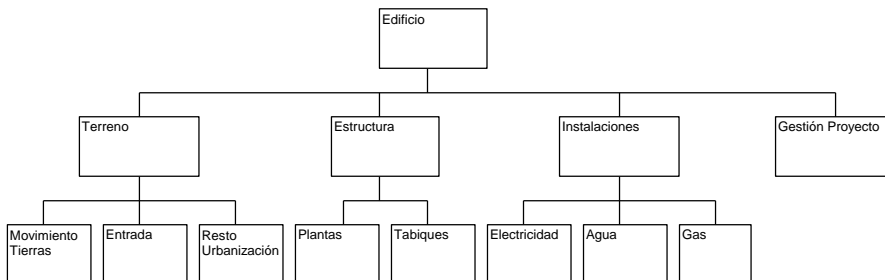 Edificio
Terreno
Estructura
Instalaciones
Gestión Proyecto
Movimiento
Tierras
Entrada
Resto
Urbanización
Plantas
Tabiques
Electricidad
Agua
Gas